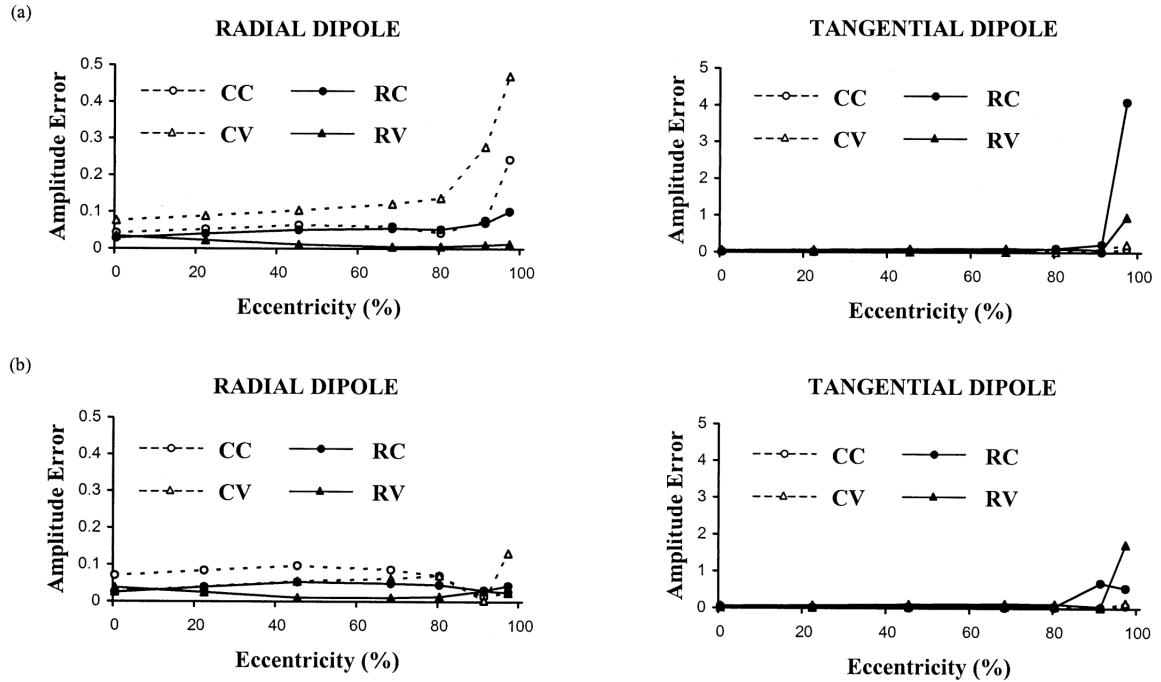 (a)
RADIAL DIPOLE
Amplitude Error
0.5
0.4
0.3
0.2
0.1
0
CC
RC
CV
RV
0 20 40 60 80 100
Eccentricity (%)
TANGENTIAL DIPOLE
Amplitude Error
5
4
3
2
1
0
CC
RC
CV
RV
0 20 40 60 80 100
Eccentricity (%)
(b)
RADIAL DIPOLE
Amplitude Error
0.5
0.4
0.3
0.2
0.1
0
CC
RC
CV
RV
0 20 40 60 80 100
Eccentricity (%)
TANGENTIAL DIPOLE
Amplitude Error
5
4
3
2
1
0
CC
RC
CV
RV
0 20 40 60 80 100
Eccentricity (%)